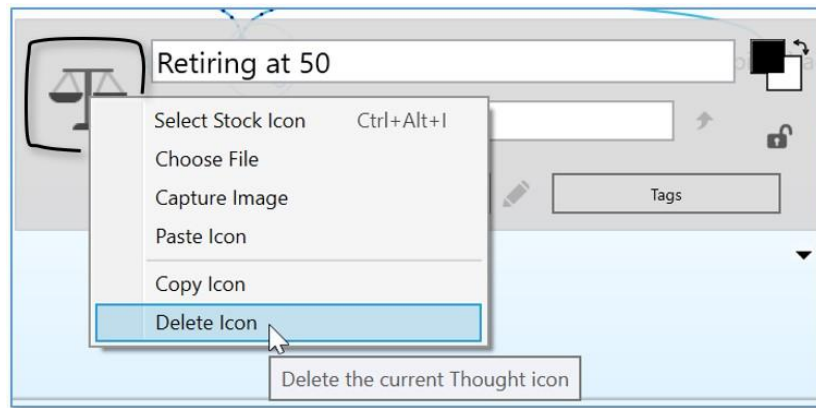 Retiring at 50
Select Stock Icon Ctrl+Alt+I
Choose File
Capture Image
Tags
Paste Icon
Copy Icon
Delete Icon
Delete the current Thought icon